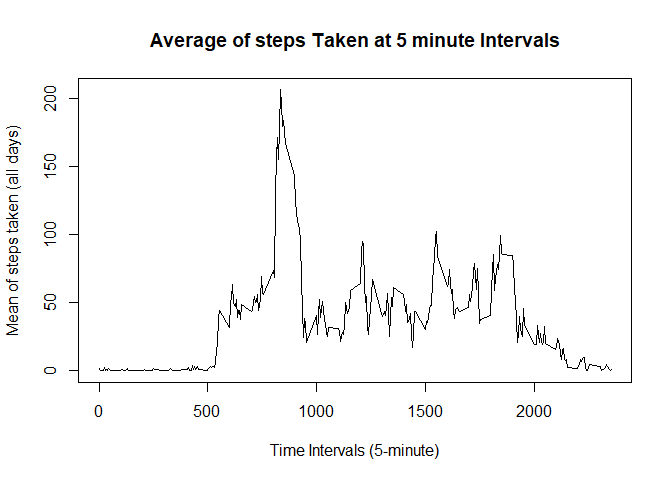 Average of steps Taken at 5 minute Intervals
Mean of steps taken (all days)
200
150
100
50
0
0 500 1000 1500 2000
Time Intervals (5-minute)